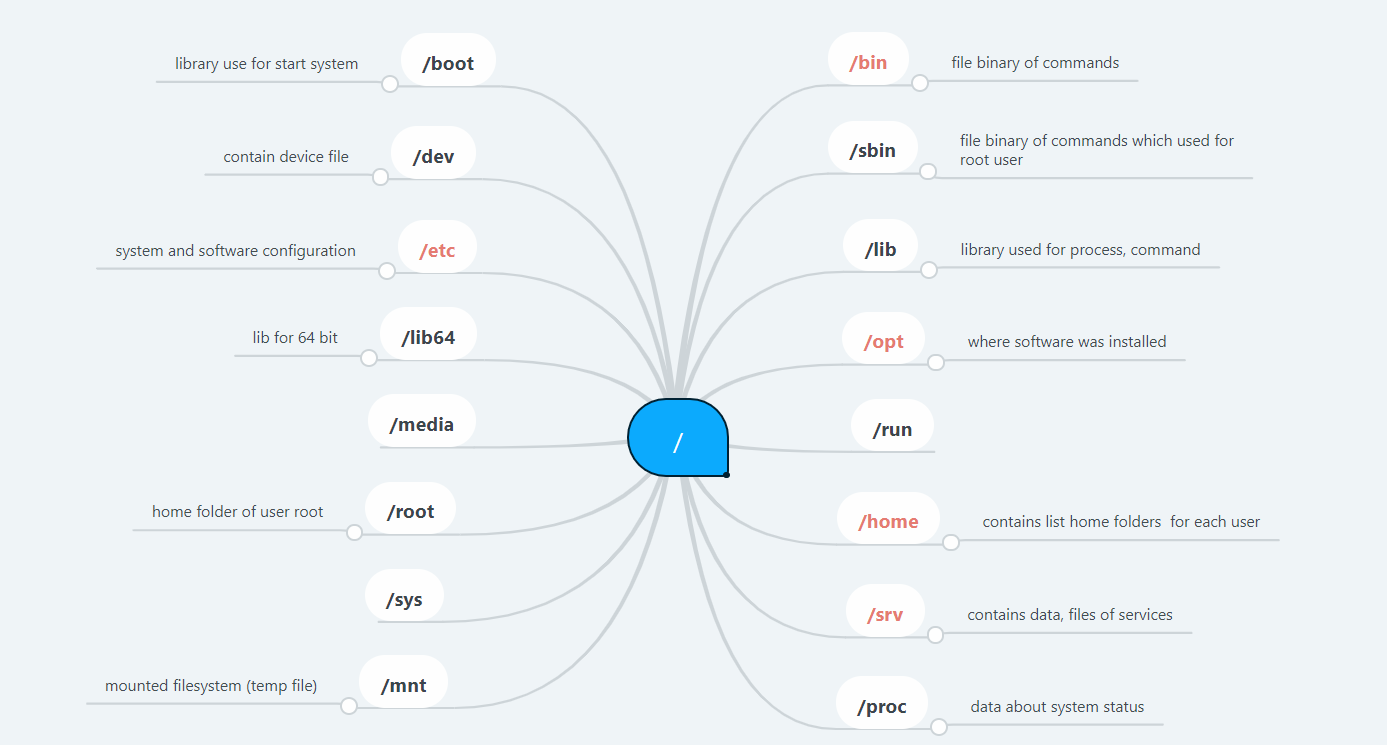 /boot
library use for start system
/dev
contain device file
/etc
system and software configuration
/lib64
lib for 64 bit
/media
/root
home folder of user root
/sys
/mnt
mounted filesystem (temp file)
/
/bin
file binary of commands
/sbin
file binary of commands which used for
root user
/lib
library used for process, command
/opt
where software was installed
/run
/home
contains list home folders  for each user
/srv
contains data, files of services
/proc
data about system status